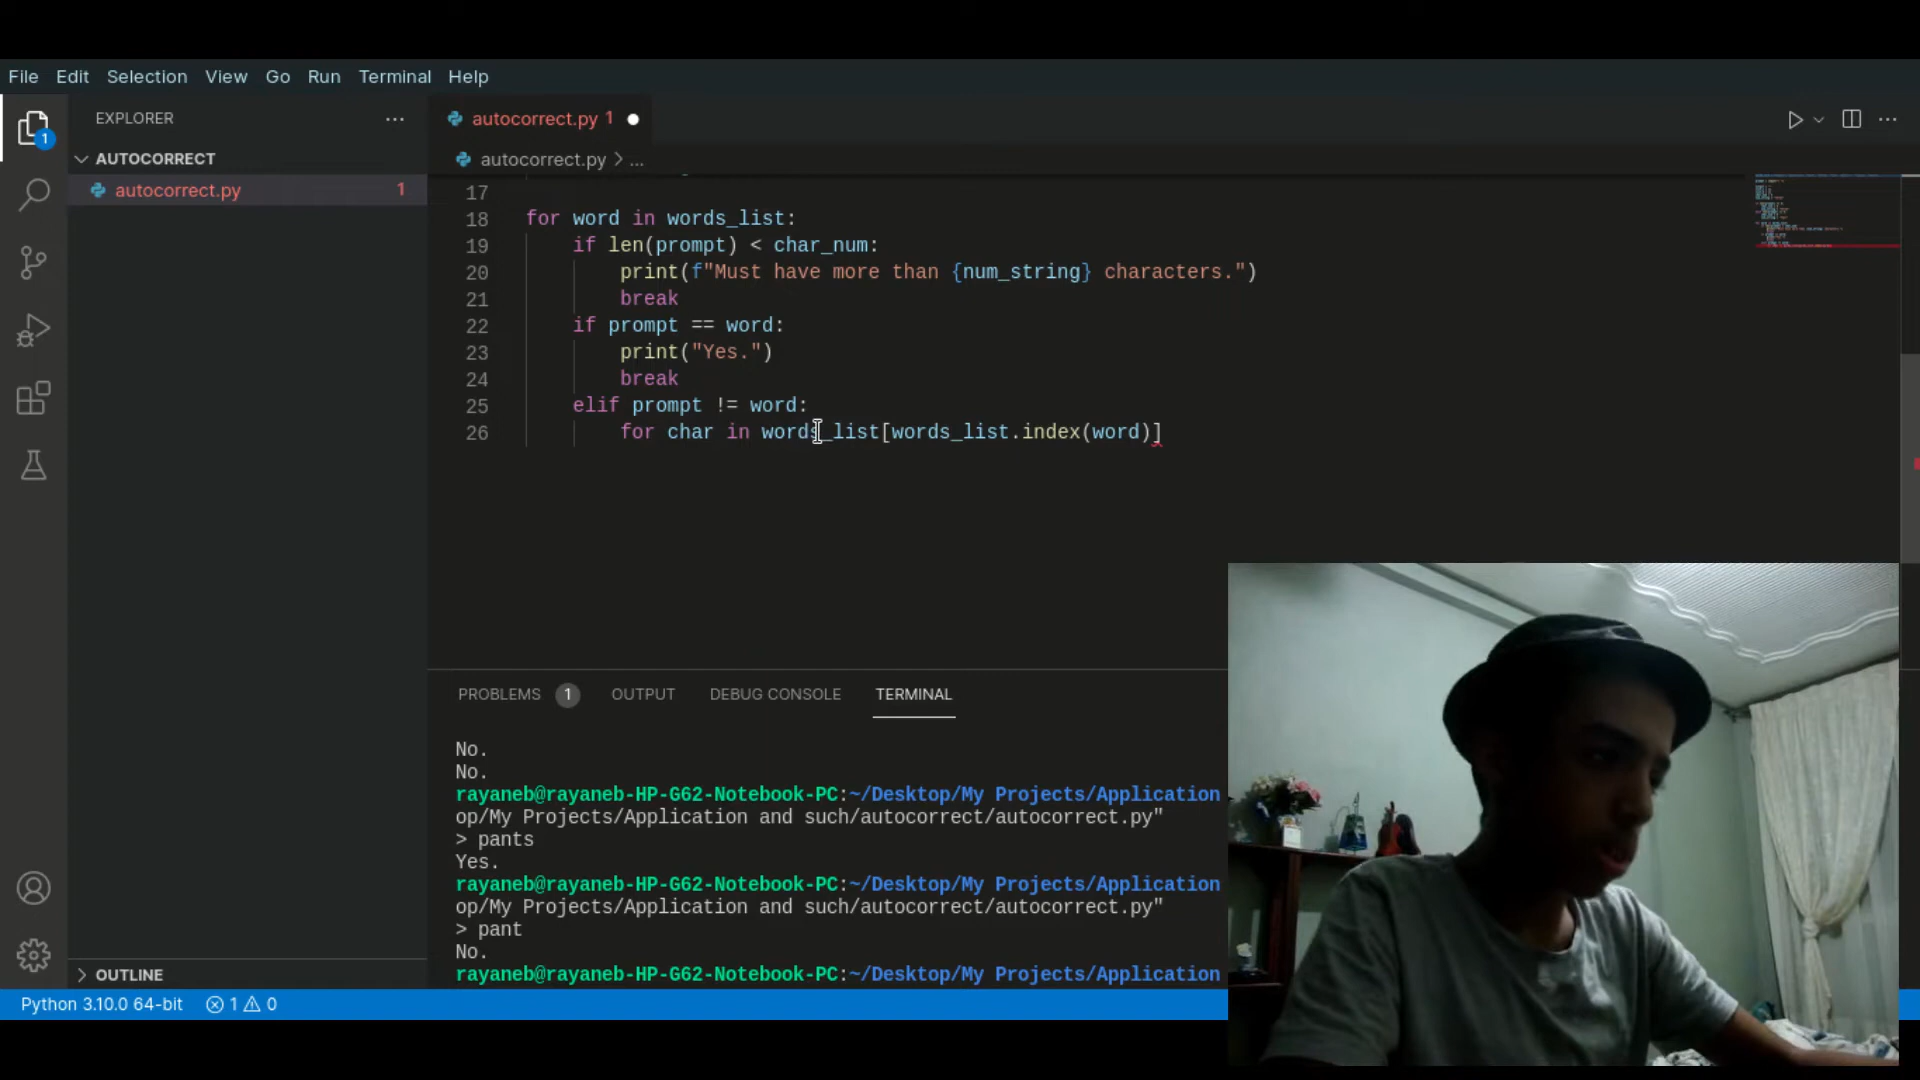 File Edit Selection View Go Run Terminal Help
EXPLORER ...
autocorrect.py 1
AUTOCORRECT
autocorrect.py > ...
autocorrect.py 1
1
17
18 for word in words_list:
19 if len(prompt) < char_num:
20 print(f"Must have more than {num_string} characters.")
21 break
22 if prompt == word:
23 print("Yes.")
24 break
25 elif prompt != word:
26 for char in words_list[words_list.index(word)]
PROBLEMS 1 OUTPUT DEBUG CONSOLE TERMINAL
No.
No.
rayaneb@rayaneb-HP-G62-Notebook-PC:~/Desktop/My Projects/Application
op/My Projects/Application and such/autocorrect/autocorrect.py"
> pants
Yes.
rayaneb@rayaneb-HP-G62-Notebook-PC:~/Desktop/My Projects/Application
op/My Projects/Application and such/autocorrect/autocorrect.py"
> pant
No.
rayaneb@rayaneb-HP-G62-Notebook-PC:~/Desktop/My Projects/Application
OUTLINE
Python 3.10.0 64-bit 1 0